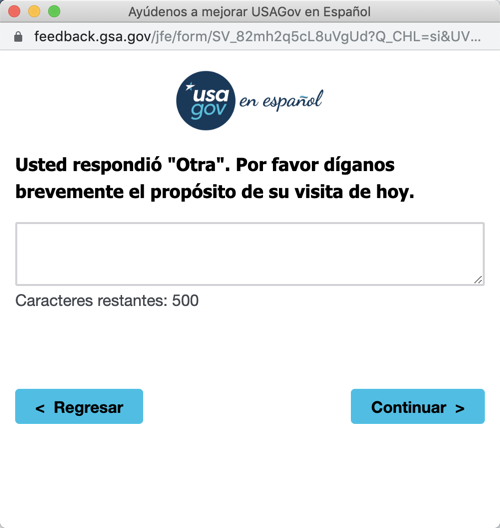 Ayúdenos a mejorar USAGov en Español
feedback.gsa.gov/jfe/form/SV_82mh2q5cL8uVgUd?Q_CHL=si&UV...
usa
gov
en español
Usted respondió "Otra". Por favor díganos
brevemente el propósito de su visita de hoy.
Caracteres restantes: 500
< Regresar
Continuar >